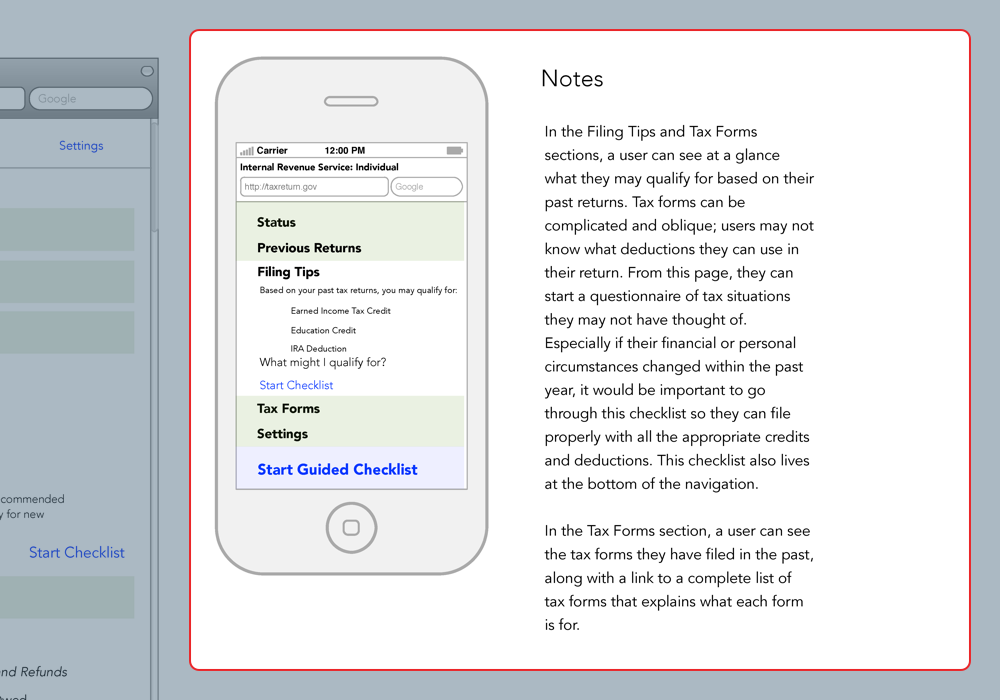 Google
Settings
commended
y for new
Start Checklist
nd Refunds
Carrier 12:00 PM
Internal Revenue Service: Individual
http://taxreturn.gov Google
Status
Previous Returns
Filing Tips
Based on your past tax returns, you may qualify for:
Earned Income Tax Credit
Education Credit
IRA Deduction
What might I qualify for?
Start Checklist
Tax Forms
Settings
Start Guided Checklist
Notes
In the Filing Tips and Tax Forms
sections, a user can see at a glance
what they may qualify for based on their
past returns. Tax forms can be
complicated and oblique; users may not
know what deductions they can use in
their return. From this page, they can
start a questionnaire of tax situations
they may not have thought of.
Especially if their financial or personal
circumstances changed within the past
year, it would be important to go
through this checklist so they can file
properly with all the appropriate credits
and deductions. This checklist also lives
at the bottom of the navigation.
In the Tax Forms section, a user can see
the tax forms they have filed in the past,
along with a link to a complete list of
tax forms that explains what each form
is for.